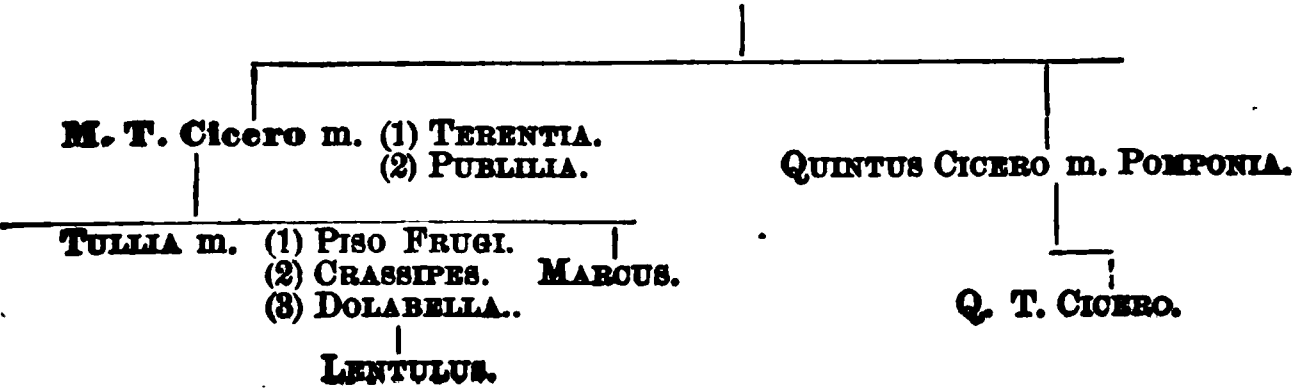 M. T. Cicero m. (1) TERENTIA.
(2) PUBLILIA.
QUINTUS CICERO m. POMPONIA.
TULLIA m. (1) PISO FRUGI.
(2) CRASSIPES.
(3) DOLABELLA..
MARCUS.
LENTULUS.
Q. T. CICERO.